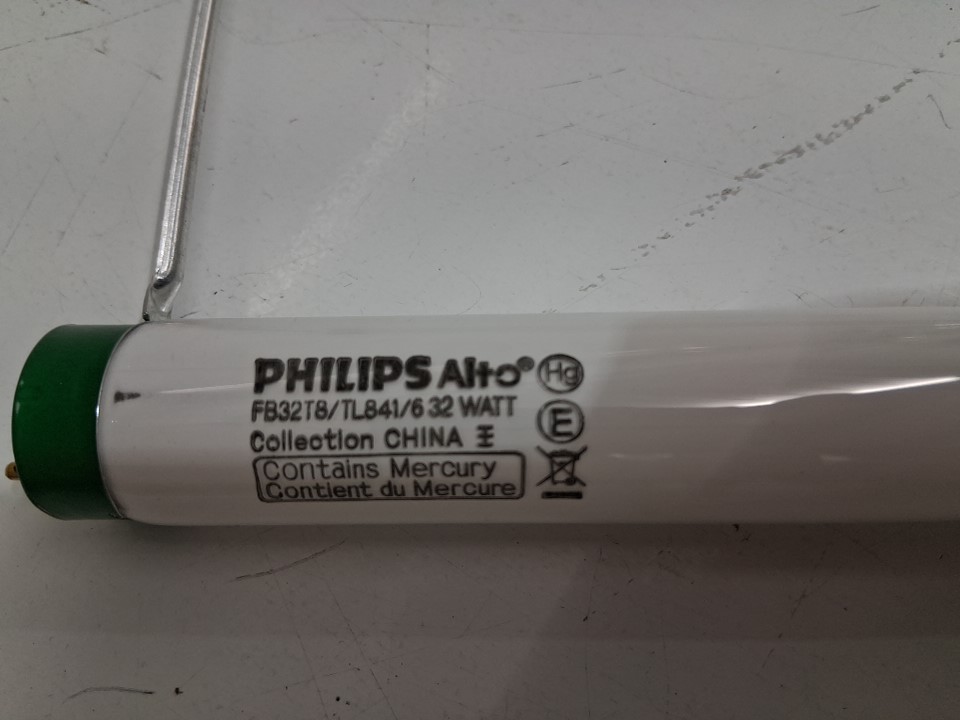 PHILIPS Alto® Hg
FB32T8/TL841/6 32 WATT E
Collection CHINA
Contains Mercury
Contient du Mercure